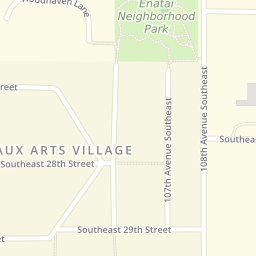 Woodhaven Lane
Enatai
Neighborhood
Park
Street
AUX ARTS VILLAGE
Southeast 28th Street
107th Avenue Southeast
108th Avenue Southeast
Southeast
Southeast 29th Street